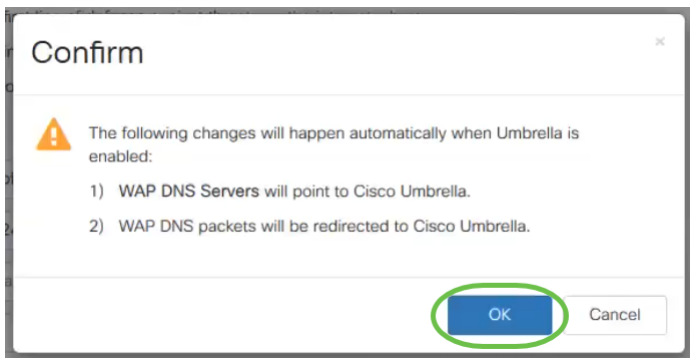 Confirm
×
The following changes will happen automatically when Umbrella is
enabled:
1) WAP DNS Servers will point to Cisco Umbrella.
2) WAP DNS packets will be redirected to Cisco Umbrella.
OK Cancel